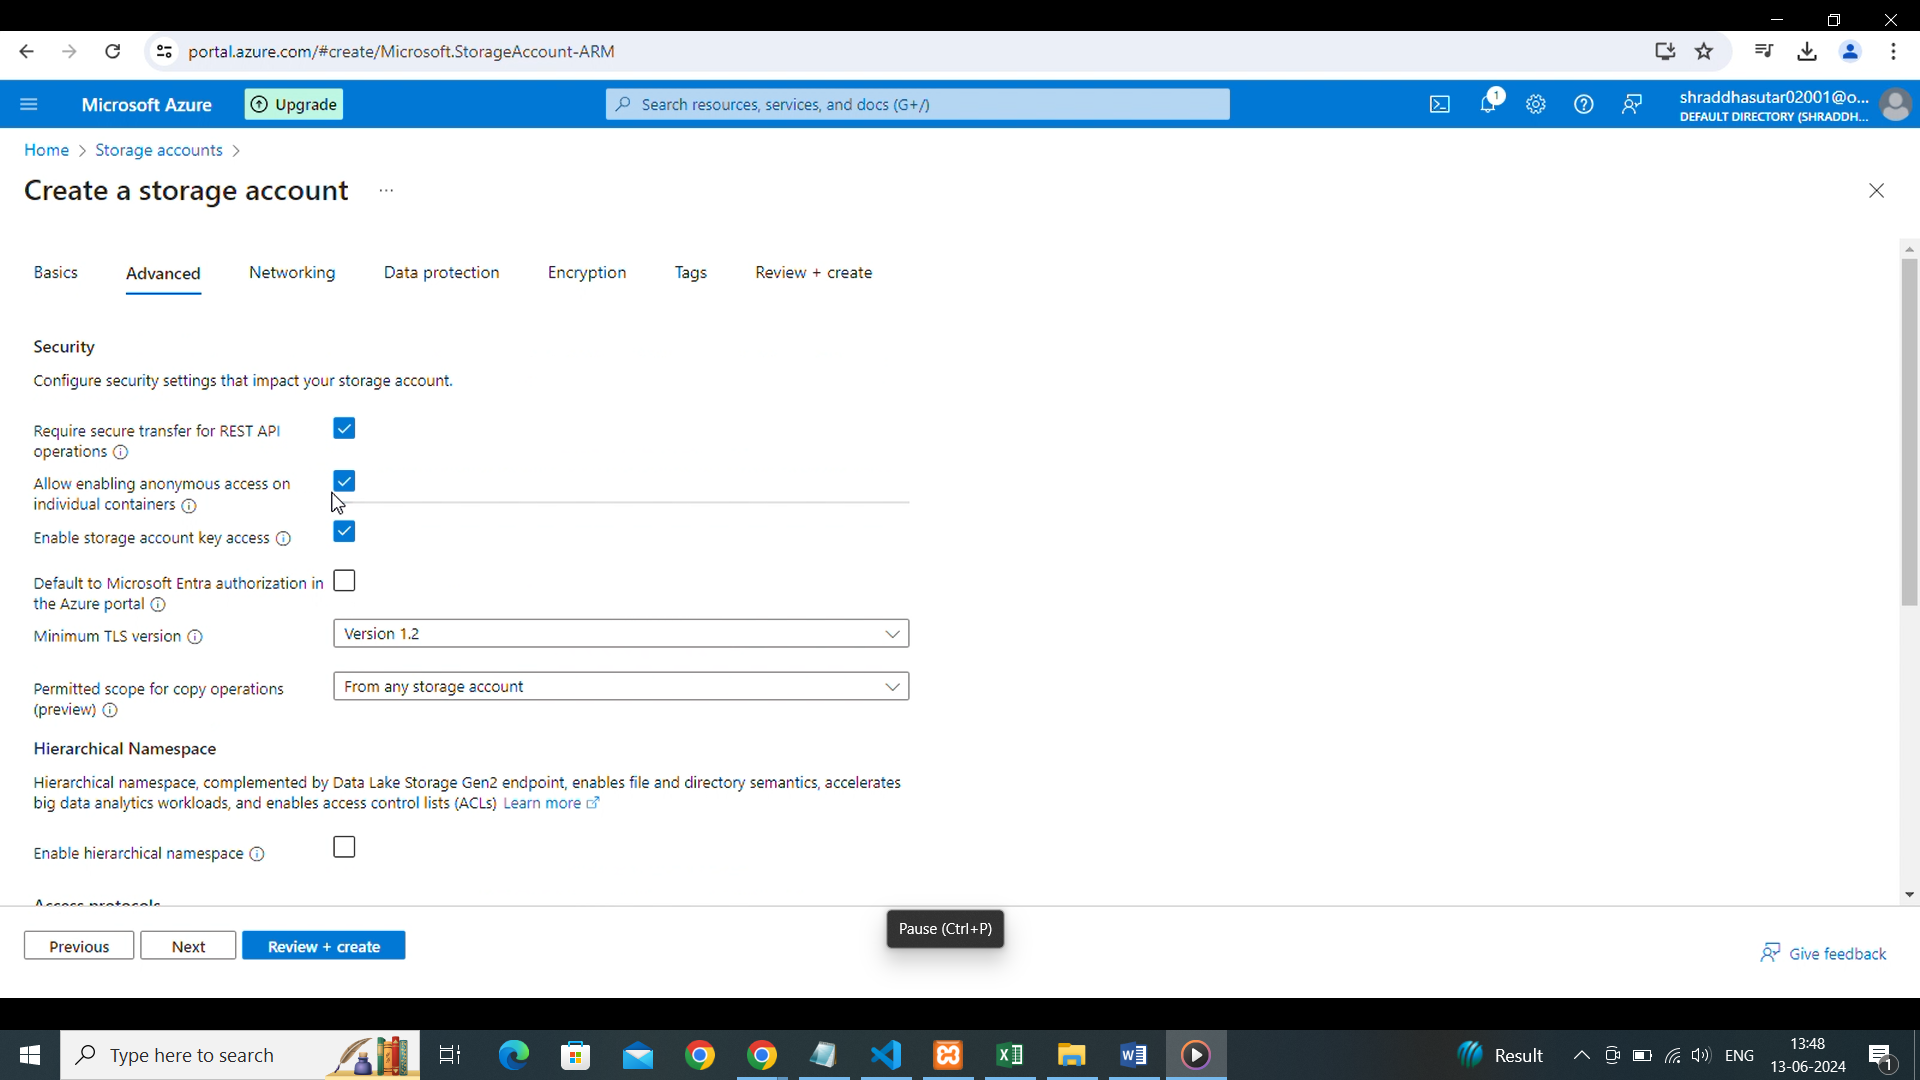 portal.azure.com/#create/Microsoft.StorageAccount-ARM
Microsoft Azure
Upgrade
Search resources, services, and docs (G+/)
1
shraddhasutar02001@o...
DEFAULT DIRECTORY (SHRADDH...
Home > Storage accounts >
Create a storage account ...
Basics
Advanced
Networking
Data protection
Encryption
Tags
Review + create
Security
Configure security settings that impact your storage account.
Require secure transfer for REST API
operations
Allow enabling anonymous access on
individual containers
Enable storage account key access
Default to Microsoft Entra authorization in
the Azure portal
Minimum TLS version
Version 1.2
Permitted scope for copy operations
(preview)
From any storage account
Hierarchical Namespace
Hierarchical namespace, complemented by Data Lake Storage Gen2 endpoint, enables file and directory semantics, accelerates
big data analytics workloads, and enables access control lists (ACLs) Learn more
Enable hierarchical namespace
Access protocols
Previous
Next
Review + create
Pause (Ctrl+P)
Give feedback
Type here to search
Result
ENG
13:48
13-06-2024
1